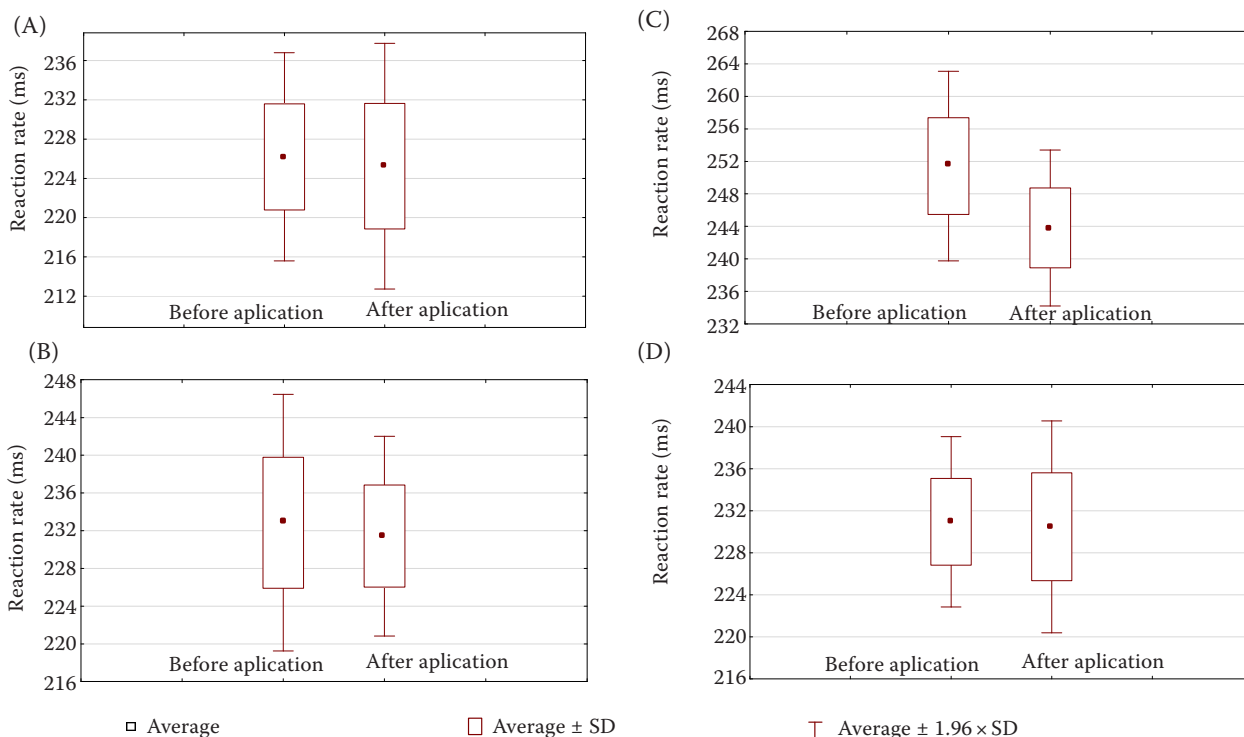 (A)
Reaction rate (ms)
236
232
228
224
220
216
212
Before aplication
After aplication
(C)
Reaction rate (ms)
268
264
260
256
252
248
244
240
236
232
Before aplication
After aplication
(B)
Reaction rate (ms)
248
244
240
236
232
228
224
220
216
Before aplication
After aplication
(D)
Reaction rate (ms)
244
240
236
232
228
224
220
216
Before aplication
After aplication
Average
Average ± SD
Average ± 1.96 × SD